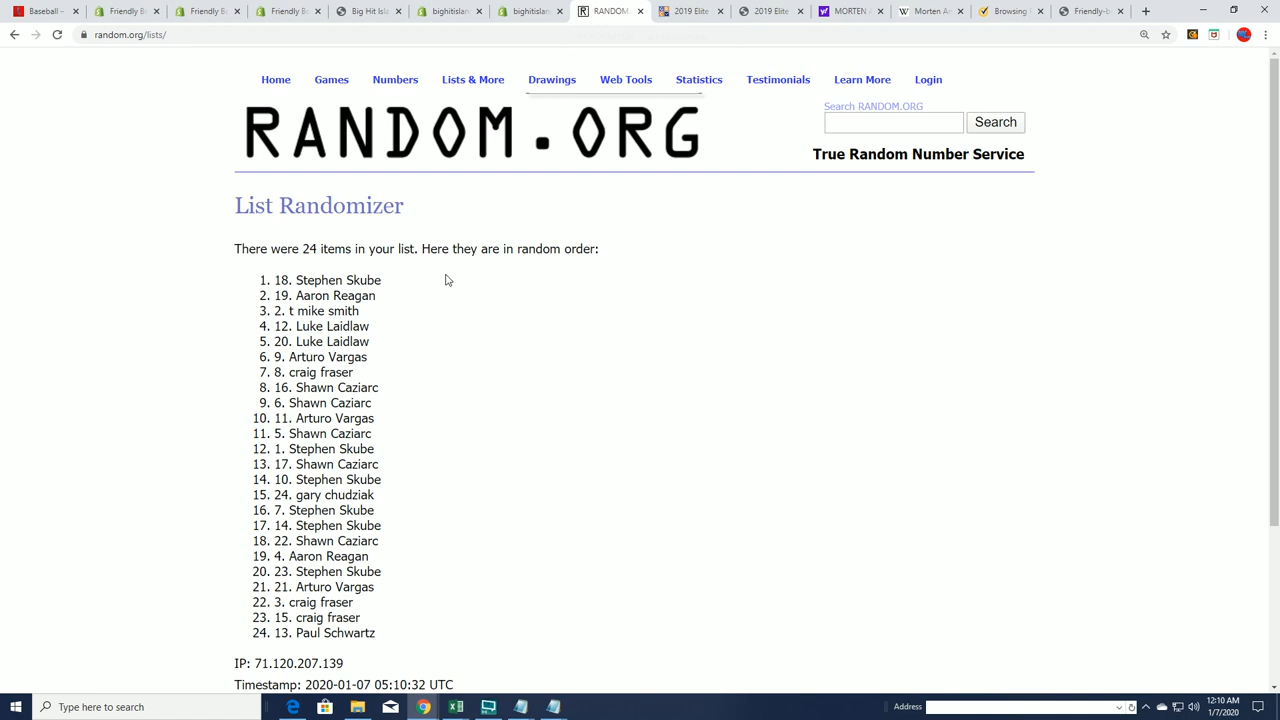 Baseball –
Friendly B
Friendly B
Big Hit Isl
bighitislan
bighitislan
RANDOM
2019 Elite
2019 Elite
MORTEN A
Morten An
Browsing
Friendly-b
random.org/lists/
Home Games Numbers Lists & More Drawings Web Tools Statistics Testimonials Learn More Login
RANDOM.ORG
Search RANDOM.ORG
Search
True Random Number Service
List Randomizer
There were 24 items in your list. Here they are in random order:
1. 18. Stephen Skube
2. 19. Aaron Reagan
3. 2. t mike smith
4. 12. Luke Laidlaw
5. 20. Luke Laidlaw
6. 9. Arturo Vargas
7. 8. craig fraser
8. 16. Shawn Caziarc
9. 6. Shawn Caziarc
10. 11. Arturo Vargas
11. 5. Shawn Caziarc
12. 1. Stephen Skube
13. 17. Shawn Caziarc
14. 10. Stephen Skube
15. 24. gary chudziak
16. 7. Stephen Skube
17. 14. Stephen Skube
18. 22. Shawn Caziarc
19. 4. Aaron Reagan
20. 23. Stephen Skube
21. 21. Arturo Vargas
22. 3. craig fraser
23. 15. craig fraser
24. 13. Paul Schwartz
IP: 71.120.207.139
Timestamp: 2020-01-07 05:10:32 UTC
Type here to search
Address
12:10 AM
1/7/2020